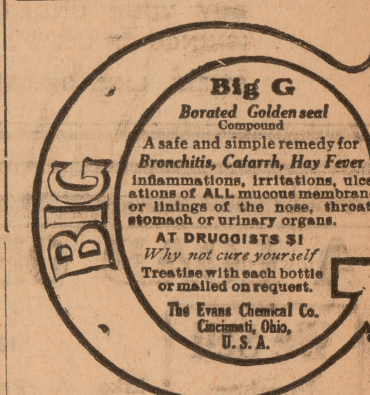 BIG
Big G
Borated Goldenseal
Compound
A safe and simple remedy for
Bronchitis, Catarrh, Hay Fever
inflammations, irritations, ulce
ations of ALL mucous membran
or linings of the nose, throat
stomach or urinary organs.
AT DRUGGISTS $1
Why not cure yourself
Treatise with each bottle
or mailed on request.
The Evans Chemical Co.
Cincinnati, Ohio,
U. S. A.